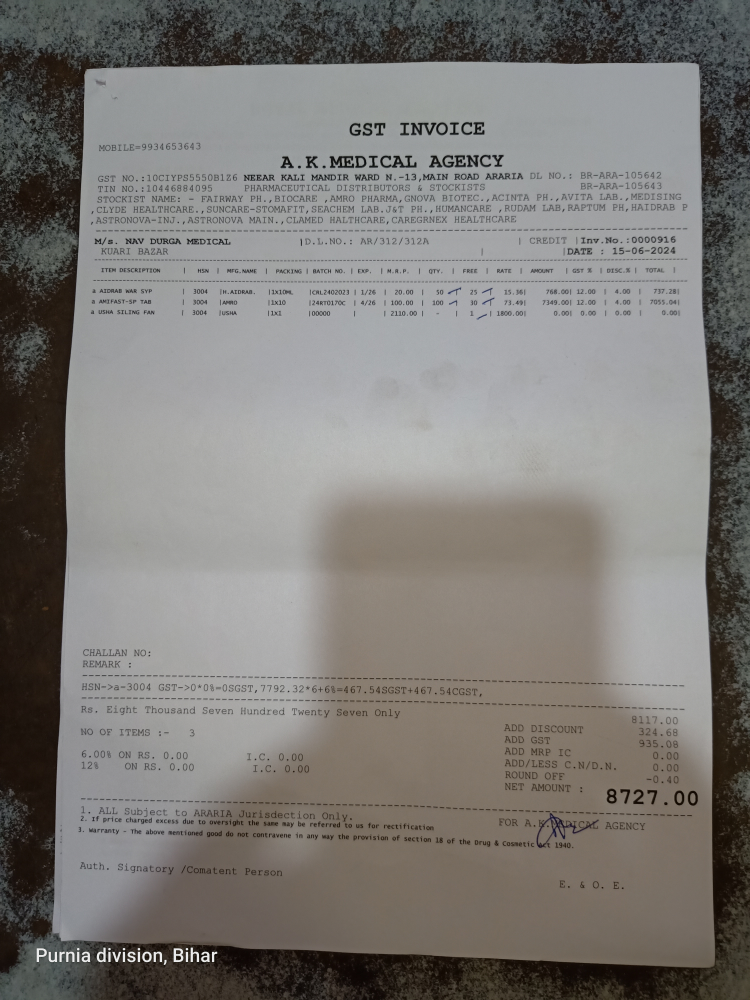 GST INVOICE
MOBILE=9934653643
A.K.MEDICAL AGENCY
GST NO.:10CIYPS5550B1Z6 NEEAR KALI MANDIR WARD N.-13,MAIN ROAD ARARIA DL NO.: BR-ARA-105642
TIN NO.:10446884095 PHARMACEUTICAL DISTRIBUTORS & STOCKISTS BR-ARA-105643
STOCKIST NAME: - FAIRWAY PH.,BIOCARE ,AMRO PHARMA,GNOVA BIOTEC.,ACINTA PH.,AVITA LAB.,MEDISING
,CLYDE HEALTHCARE.,SUNCARE-STOMAFIT,SEACHEM LAB.J&T PH.,HUMANCARE ,RUDAM LAB,RAPTUM PH,HAIDRAB P
,ASTRONOVA-INJ.,ASTRONOVA MAIN.,CLAMED HALTHCARE,CAREGRNEX HEALTHCARE
M/s. NAV DURGA MEDICAL |D.L.NO.: AR/312/312A | CREDIT |Inv.No.:0000916
KUARI BAZAR | |DATE : 15-06-2024
ITEM DESCRIPTION | HSN | MFG.NAME | PACKING | BATCH NO. | EXP. | M.R.P. | QTY. | FREE | RATE | AMOUNT | GST % | DISC.% | TOTAL |
a AIDRAB WAR SYP | 3004 |H.AIDRAB. |1X10ML |CAL2402023 | 1/26 | 20.00 | 50 | 25 | 15.36| 768.00| 12.00 | 4.00 | 737.28|
a AMIFAST-SP TAB | 3004 |AMRO |1X10 |24RT0170C | 4/26 | 100.00 | 100 | 30 | 73.49| 7349.00| 12.00 | 4.00 | 7055.04|
a USHA SILING FAN | 3004 |USHA |1X1 |00000 | | 2110.00 | - | 1 | 1800.00| 0.00| 0.00 | 0.00 | 0.00|
CHALLAN NO:
REMARK :
HSN->a-3004 GST->0*0%=0SGST,7792.32*6+6%=467.54SGST+467.54CGST,
Rs. Eight Thousand Seven Hundred Twenty Seven Only 8117.00
ADD DISCOUNT 324.68
NO OF ITEMS :- 3 ADD GST 935.08
ADD MRP IC 0.00
6.00% ON RS. 0.00 I.C. 0.00 ADD/LESS C.N/D.N. 0.00
12% ON RS. 0.00 I.C. 0.00 ROUND OFF -0.40
NET AMOUNT : 8727.00
1. ALL Subject to ARARIA Jurisdection Only.
2. If price charged excess due to oversight the same may be referred to us for rectification
FOR A.K.MEDICAL AGENCY
3. Warranty - The above mentioned good do not contravene in any way the provision of section 18 of the Drug & Cosmetic Act 1940.
Auth. Signatory /Comatent Person
E. & O. E.
Purnia division, Bihar